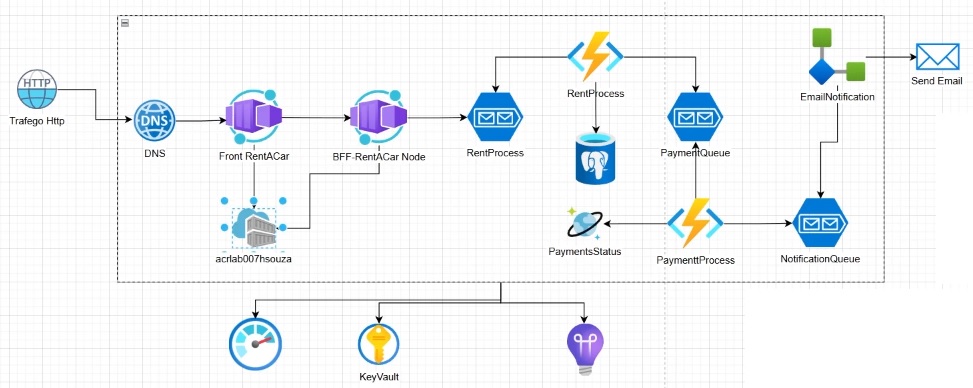 HTTP
Trafego Http
DNS
DNS
Front RentACar
BFF-RentACar Node
RentProcess
RentProcess
PaymentQueue
EmailNotification
Send Email
acrlab007hsouza
PaymentsStatus
PaymenttProcess
NotificationQueue
KeyVault